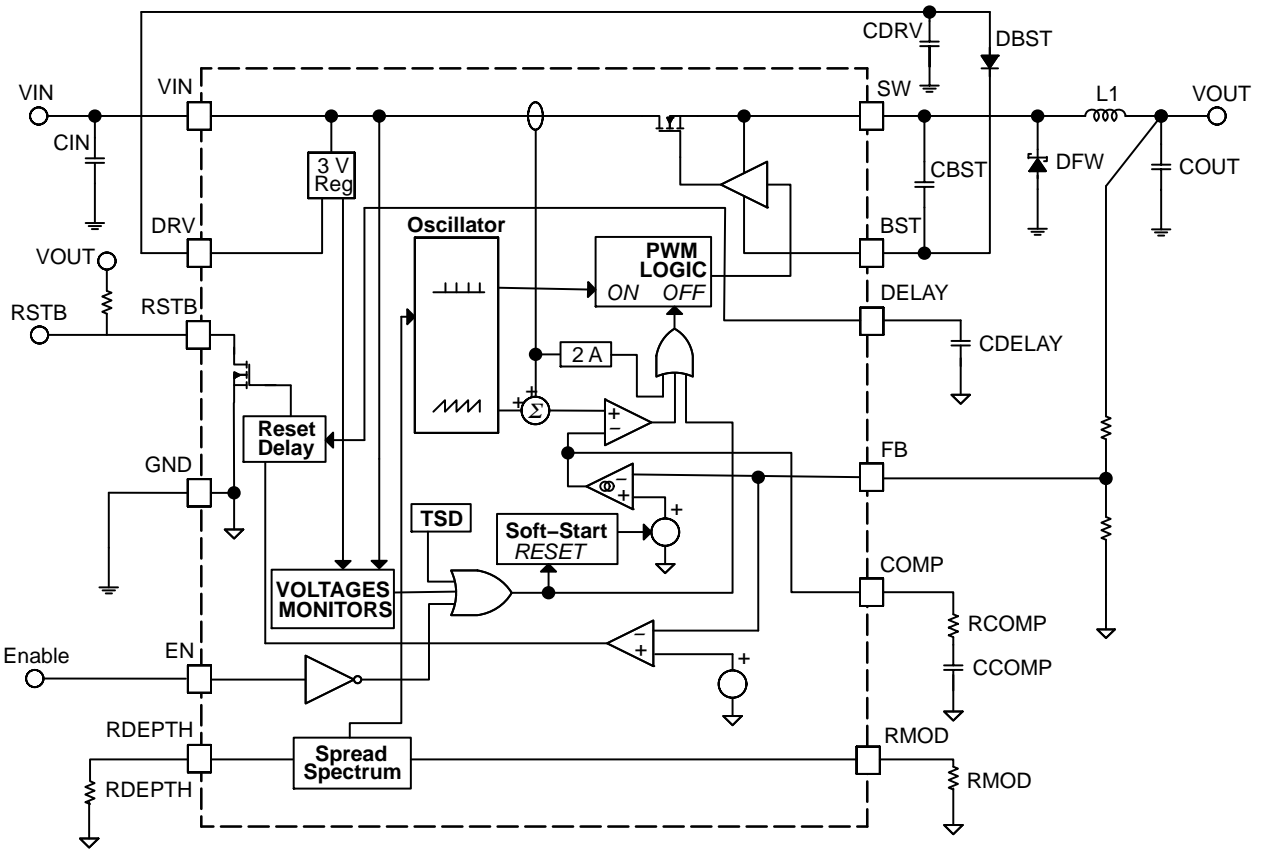 CDRV
DBST
VIN
VIN
SW
L1
VOUT
CIN
3 V
Reg
CBST
DFW
COUT
DRV
Oscillator
BST
VOUT
PWM
LOGIC
ON OFF
RSTB
RSTB
DELAY
2 A
CDELAY
+
+
Σ
+
−
Reset
Delay
GND
FB
−
+
+
TSD
Soft−Start
RESET
COMP
VOLTAGES
MONITORS
RCOMP
−
+
+
Enable
EN
CCOMP
RDEPTH
RMOD
Spread
Spectrum
RDEPTH
RMOD